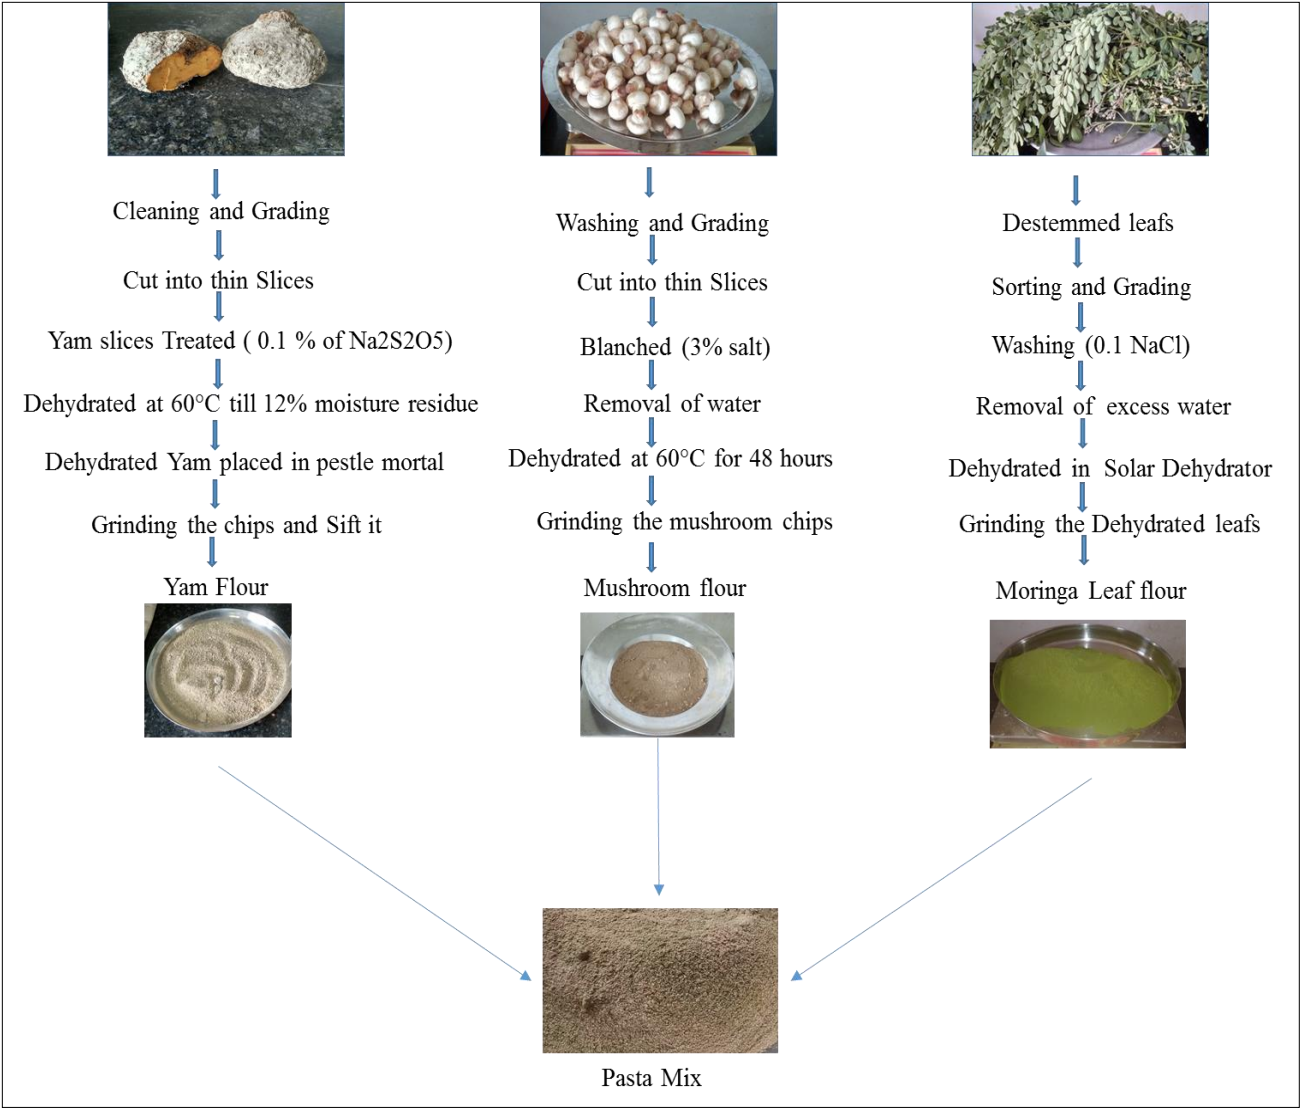 Cleaning and Grading
Cut into thin Slices
Yam slices Treated ( 0.1 % of Na2S2O5)
Dehydrated at 60°C till 12% moisture residue
Dehydrated Yam placed in pestle mortal
Grinding the chips and Sift it
Yam Flour
Washing and Grading
Cut into thin Slices
Blanched (3% salt)
Removal of water
Dehydrated at 60°C for 48 hours
Grinding the mushroom chips
Mushroom flour
Destemmed leafs
Sorting and Grading
Washing (0.1 NaCl)
Removal of excess water
Dehydrated in Solar Dehydrator
Grinding the Dehydrated leafs
Moringa Leaf flour
Pasta Mix